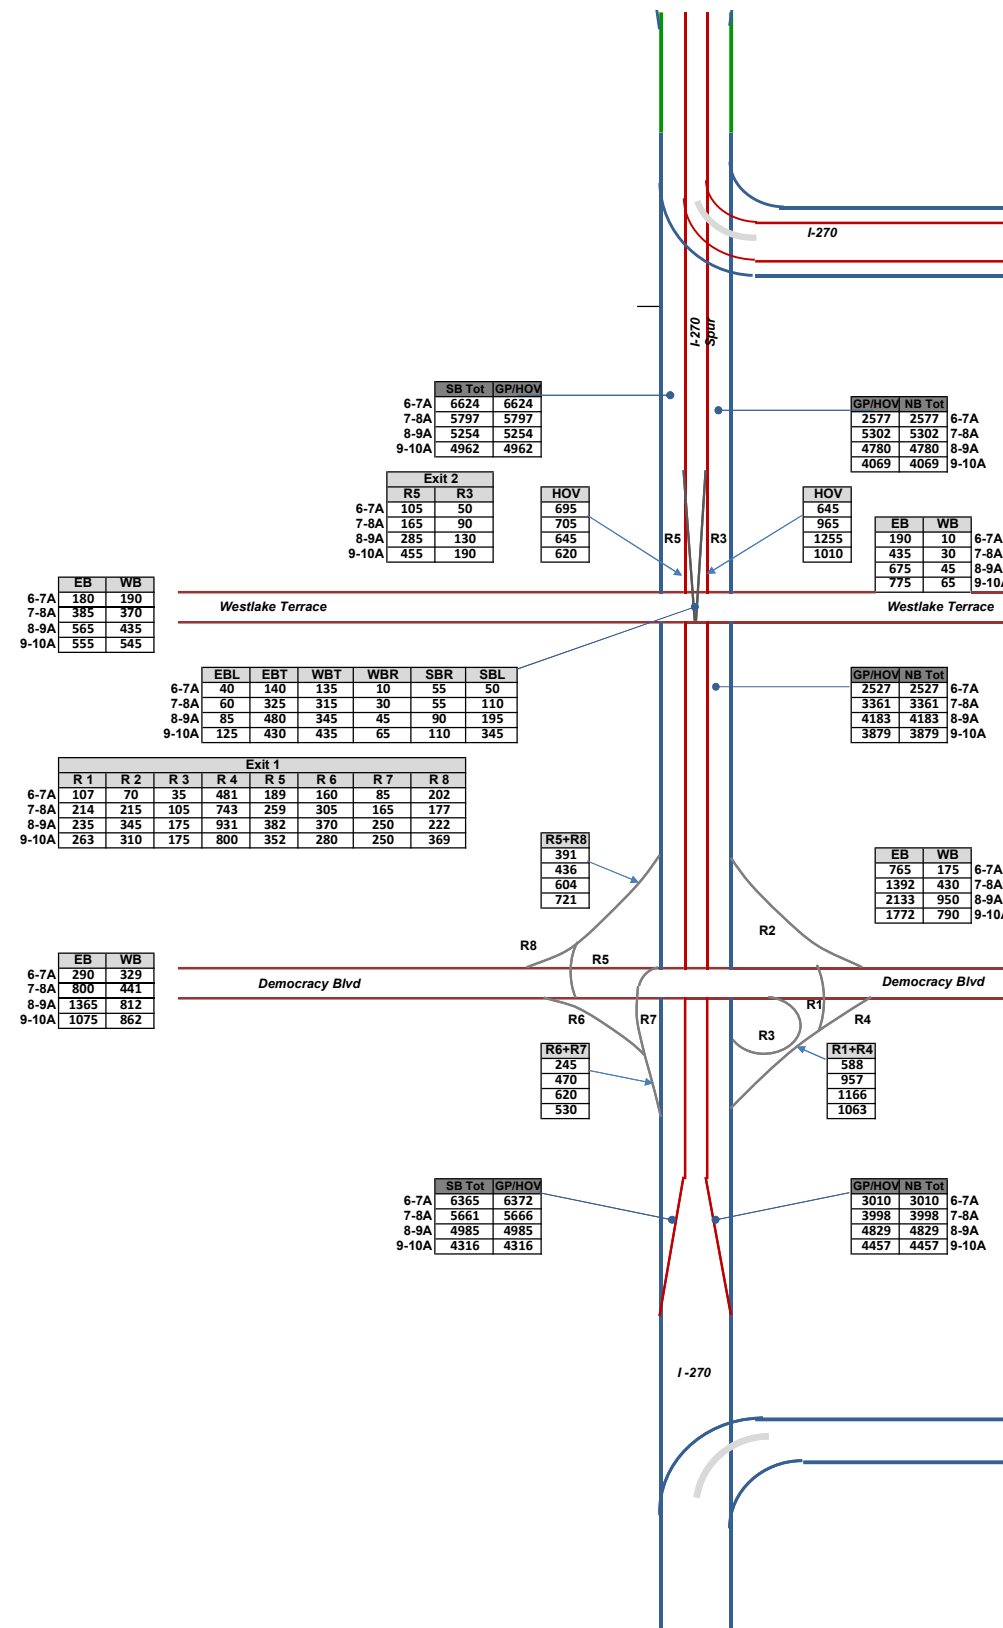 I-270
I-270
Spur
SB Tot GP/HOV
6-7A 6624 6624
7-8A 5797 5797
8-9A 5254 5254
9-10A 4962 4962
GP/HOV NB Tot
2577 2577 6-7A
5302 5302 7-8A
4780 4780 8-9A
4069 4069 9-10A
Exit 2
R5 R3
6-7A 105 50
7-8A 165 90
8-9A 285 130
9-10A 455 190
HOV
695
705
645
620
HOV
645
965
1255
1010
R5 R3
EB WB
190 10 6-7A
435 30 7-8A
675 45 8-9A
775 65 9-10A
EB WB
6-7A 180 190
7-8A 385 370
8-9A 565 435
9-10A 555 545
Westlake Terrace
Westlake Terrace
EBL EBT WBT WBR SBR SBL
6-7A 40 140 135 10 55 50
7-8A 60 325 315 30 55 110
8-9A 85 480 345 45 90 195
9-10A 125 430 435 65 110 345
GP/HOV NB Tot
2527 2527 6-7A
3361 3361 7-8A
4183 4183 8-9A
3879 3879 9-10A
Exit 1
R 1 R 2 R 3 R 4 R 5 R 6 R 7 R 8
6-7A 107 70 35 481 189 160 85 202
7-8A 214 215 105 743 259 305 165 177
8-9A 235 345 175 931 382 370 250 222
9-10A 263 310 175 800 352 280 250 369
R5+R8
391
436
604
721
EB WB
765 175 6-7A
1392 430 7-8A
2133 950 8-9A
1772 790 9-10A
R2
R8
R5
EB WB
6-7A 290 329
7-8A 800 441
8-9A 1365 812
9-10A 1075 862
Democracy Blvd
Democracy Blvd
R6
R7
R1
R4
R3
R6+R7
245
470
620
530
R1+R4
588
957
1166
1063
SB Tot GP/HOV
6-7A 6365 6372
7-8A 5661 5666
8-9A 4985 4985
9-10A 4316 4316
GP/HOV NB Tot
3010 3010 6-7A
3998 3998 7-8A
4829 4829 8-9A
4457 4457 9-10A
I -270